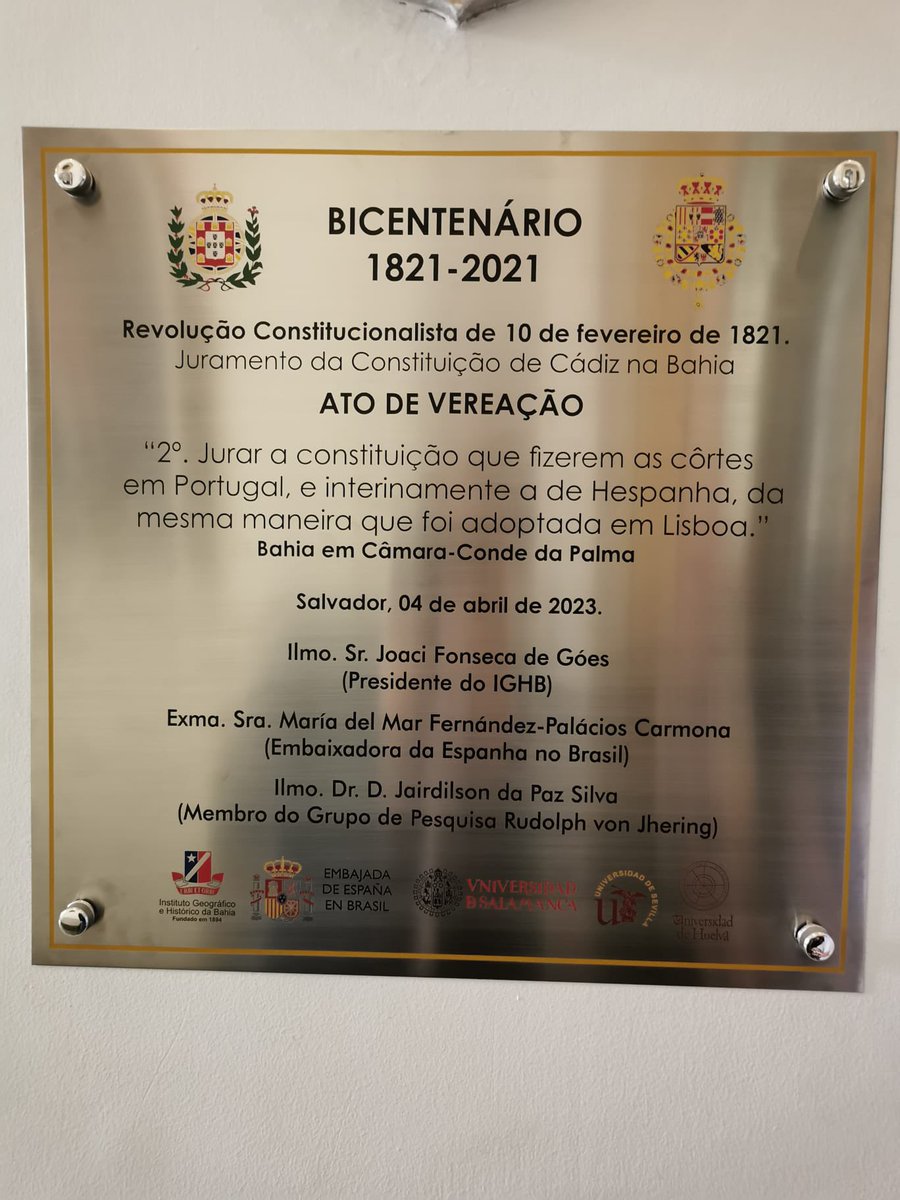 BICENTENÁRIO
1821-2021
Revolução Constitucionalista de 10 de fevereiro de 1821.
Juramento da Constituição de Cádiz na Bahia
ATO DE VEREAÇÃO
“2º. Jurar a constituição que fizerem as côrtes
em Portugal, e interinamente a de Hespanha, da
mesma maneira que foi adoptada em Lisboa.”
Bahia em Câmara-Conde da Palma
Salvador, 04 de abril de 2023.
Ilmo. Sr. Joaci Fonseca de Góes
(Presidente do IGHB)
Exma. Sra. María del Mar Fernández-Palácios Carmona
(Embaixadora da Espanha no Brasil)
Ilmo. Dr. D. Jairdilson da Paz Silva
(Membro do Grupo de Pesquisa Rudolph von Jhering)
Instituto Geográfico
e Histórico da Bahia
Fundado em 1894
EMBAJADA
DE ESPAÑA
EN BRASIL
VNIVERSIDAD
D SALAMANCA
UNIVERSIDAD DE SEVILLA
Universidad
de Huelva